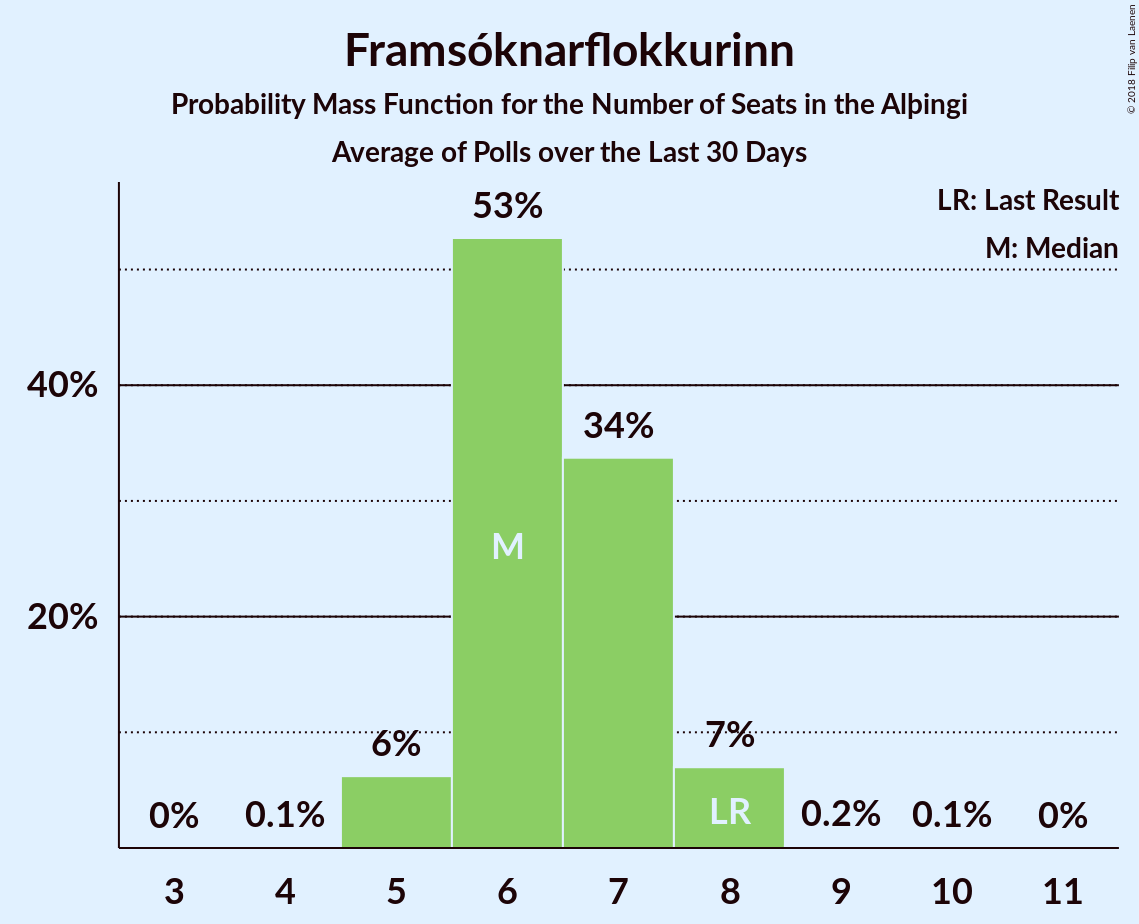 Framsóknarflokkurinn
Probability Mass Function for the Number of Seats in the Alþingi
Average of Polls over the Last 30 Days
© 2018 Filip van Laenen
LR: Last Result
M: Median
53%
40%
34%
M
20%
6%
7%
0%
0.1%
LR
0.2%
0.1%
0%
3 4 5 6 7 8 9 10 11